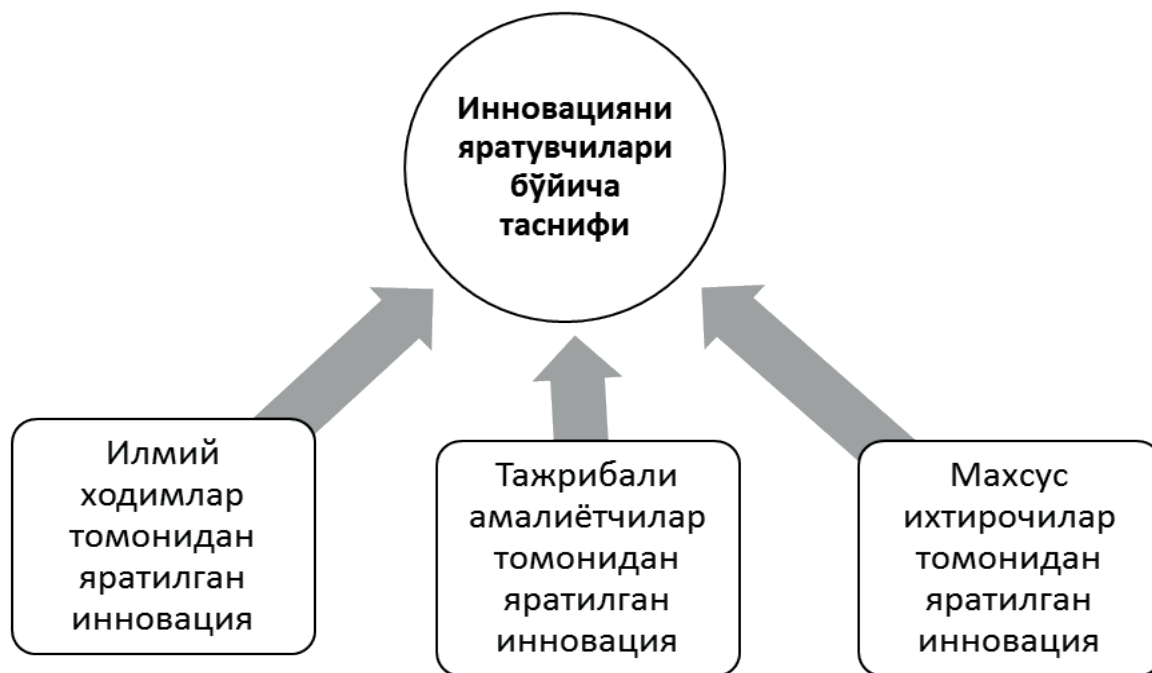 Инновацияни
яратувчилари
бўйича
таснифи
Илмий
ходимлар
томонидан
яратилган
инновация
Тажрибали
амалиётчилар
томонидан
яратилган
инновация
Махсус
ихтирочилар
томонидан
яратилган
инновация